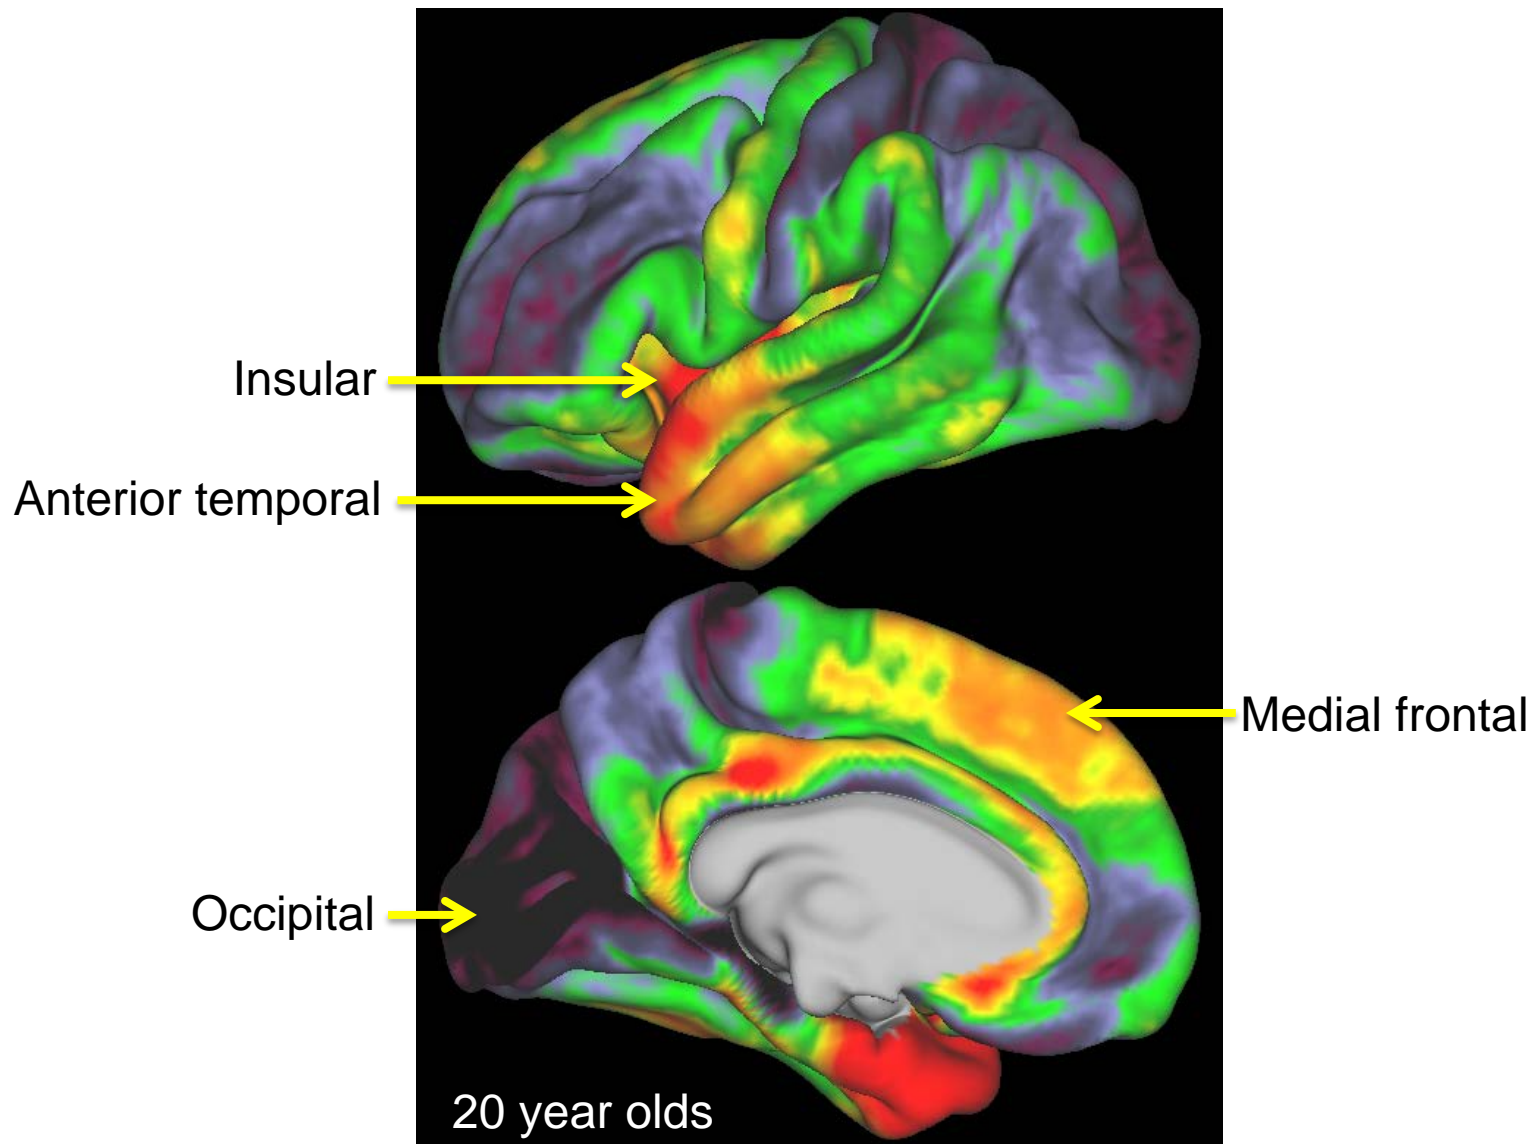 Insular
Anterior temporal
Medial frontal
Occipital
20 year olds